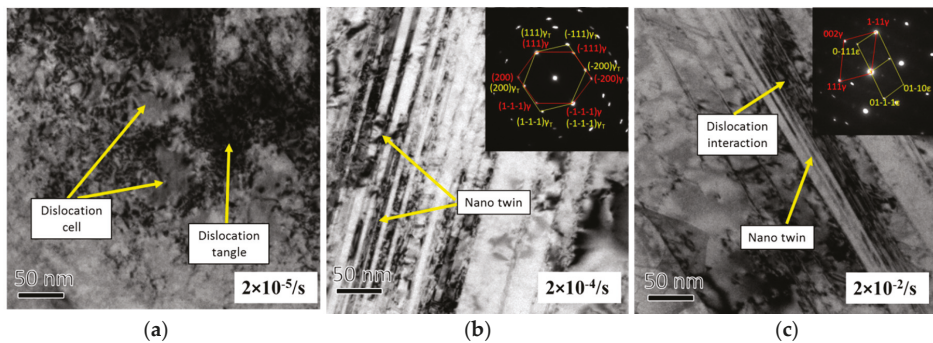 Dislocation
cell
Dislocation
tangle
50 nm
2×10-5/s
(a)
(111)γT
(-111)γT
(111)γ
(-111)γ
(200)
(-200)γT
(200)γT
(-200)γ
(1-1-1)γ
(-1-1-1)γ
(1-1-1)γT
(-1-1-1)γT
Nano twin
50 nm
2×10-4/s
(b)
1-11γ
002γ
0-111ε
111γ
01-10ε
01-1-1ε
Dislocation
interaction
Nano twin
50 nm
2×10-2/s
(c)